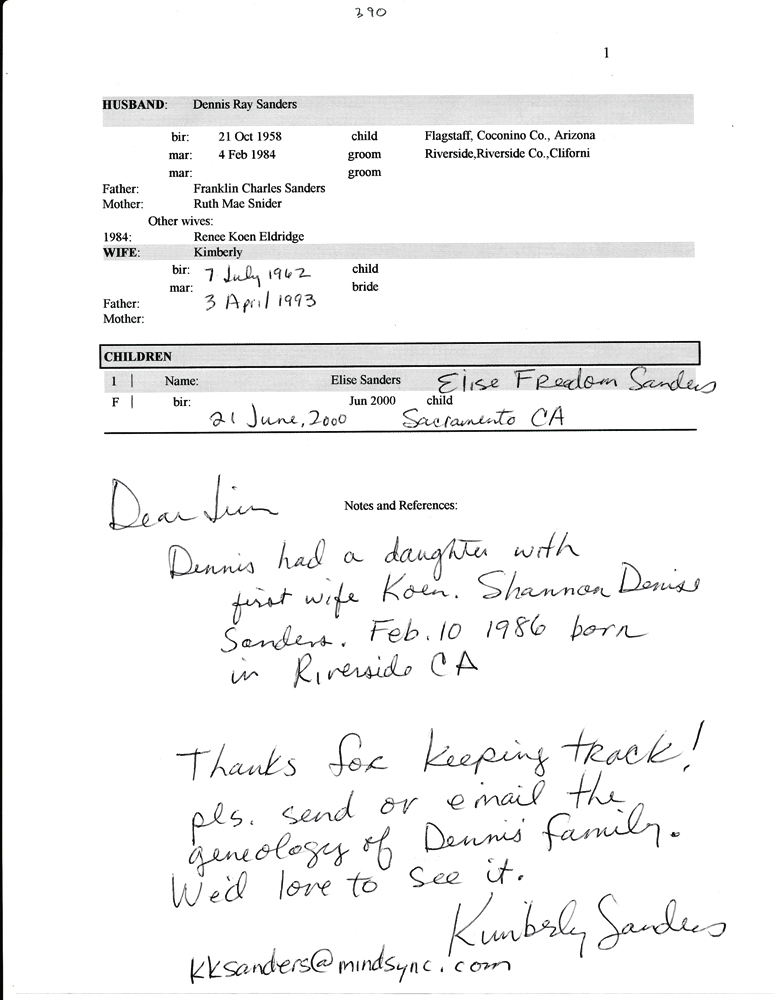 390
1
HUSBAND: Dennis Ray Sanders
bir: 21 Oct 1958 child Flagstaff, Coconino Co., Arizona
mar: 4 Feb 1984 groom Riverside,Riverside Co.,Cliforni
mar: groom
Father: Franklin Charles Sanders
Mother: Ruth Mae Snider
Other wives:
1984: Renee Koen Eldridge
WIFE: Kimberly
bir: 7 July 1962 child
mar: 3 April 1993 bride
Father:
Mother:
CHILDREN
1 | Name: Elise Sanders Elise Freedom Sanders
F | bir: Jun 2000 child
21 June, 2000 Sacramento CA
Dear Jim
Notes and References:
Dennis had a daughter with
first wife Koen. Shannon Denise
Sanders. Feb. 10 1986 born
in Riverside CA
Thanks for keeping track!
pls. send or email the
geneology of Dennis' family.
We'd love to see it.
Kimberly Sanders
kksanders@mindsync.com